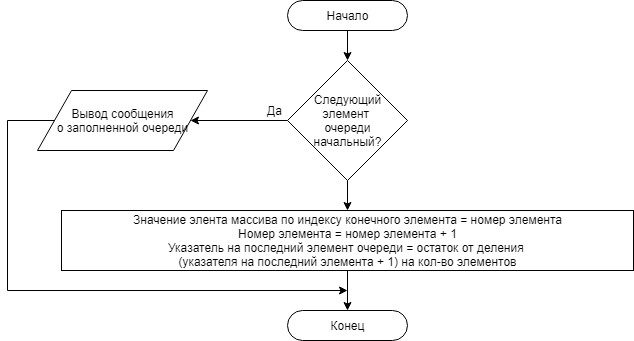 Начало
Следующий
элемент
очереди
начальный?
Да
Вывод сообщения
о заполненной очереди
Значение элента массива по индексу конечного элемента = номер элемента
Номер элемента = номер элемента + 1
Указатель на последний элемент очереди = остаток от деления
(указателя на последний элемента + 1) на кол-во элементов
Конец